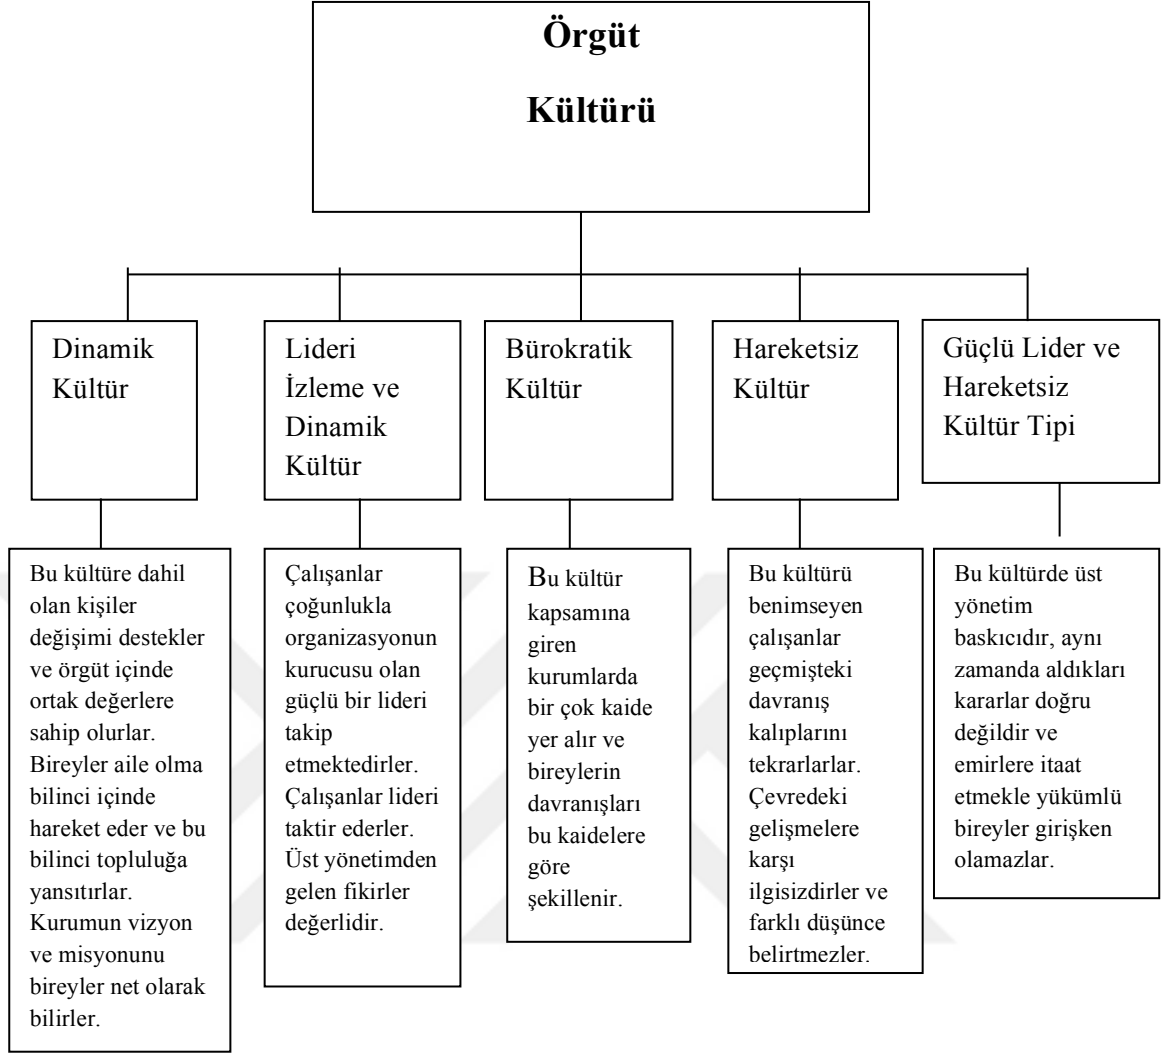 Örgüt
Kültürü
Dinamik
Kültür
Lideri
İzleme ve
Dinamik
Kültür
Bürokratik
Kültür
Hareketsiz
Kültür
Güçlü Lider ve
Hareketsiz
Kültür Tipi
Bu kültüre dahil
olan kişiler
değişimi destekler
ve örgüt içinde
ortak değerlere
sahip olurlar.
Bireyler aile olma
bilinci içinde
hareket eder ve bu
bilinci topluluğa
yansıtırlar.
Kurumun vizyon
ve misyonunu
bireyler net olarak
bilirler.
Çalışanlar
çoğunlukla
organizasyonun
kurucusu olan
güçlü bir lideri
takip
etmektedirler.
Çalışanlar lideri
taktir ederler.
Üst yönetimden
gelen fikirler
değerlidir.
Bu kültür
kapsamına
giren
kurumlarda
bir çok kaide
yer alır ve
bireylerin
davranışları
bu kaidelere
göre
şekillenir.
Bu kültürü
benimseyen
çalışanlar
geçmişteki
davranış
kalıplarını
tekrarlarlar.
Çevredeki
gelişmelere
karşı
ilgisizdirler ve
farklı düşünce
belirtmezler.
Bu kültürde üst
yönetim
baskıcıdır, aynı
zamanda aldıkları
kararlar doğru
değildir ve
emirlere itaat
etmekle yükümlü
bireyler girişken
olamazlar.